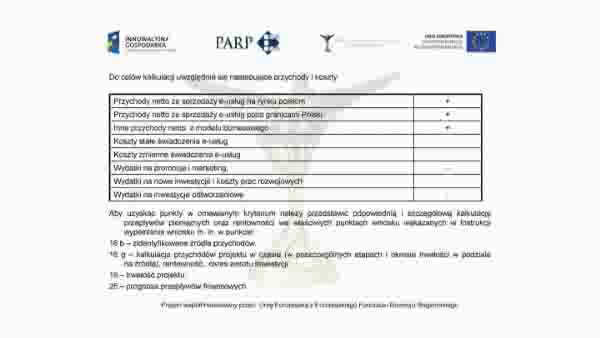 INNOWACYJNA
GOSPODARKA
PARP
UNIA EUROPEJSKA
Do celów kalkulacji uwzględnia się następujące przychody i koszty
Przychody netto ze sprzedaży e-usług na rynku polskim +
Przychody netto ze sprzedaży e-usług poza granicami Polski +
Inne przychody netto z modelu biznesowego +
Koszty stałe świadczenia e-usług
Koszty zmienne świadczenia e-usług
Wydatki na promocję i marketing,
Wydatki na nowe inwestycje i koszty prac rozwojowych
Wydatki na inwestycje odtworzeniowe
Aby uzyskać punkty w omawianym kryterium należy przedstawić odpowiednią i szczegółową kalkulację
przepływów pieniężnych oraz rentowności we właściwych punktach wniosku wskazanych w Instrukcji
wypełniania wniosku m. in. w punkcie:
16 b – zidentyfikowane źródła przychodów.
16 g – kalkulacja przychodów projektu w czasie (w poszczególnych etapach i okresie trwałości w podziale
na źródła), rentowność, okres zwrotu inwestycji
19 – trwałość projektu
25 – prognoza przepływów finansowych
Projekt współfinansowany przez Unię Europejską z Europejskiego Funduszu Rozwoju Regionalnego